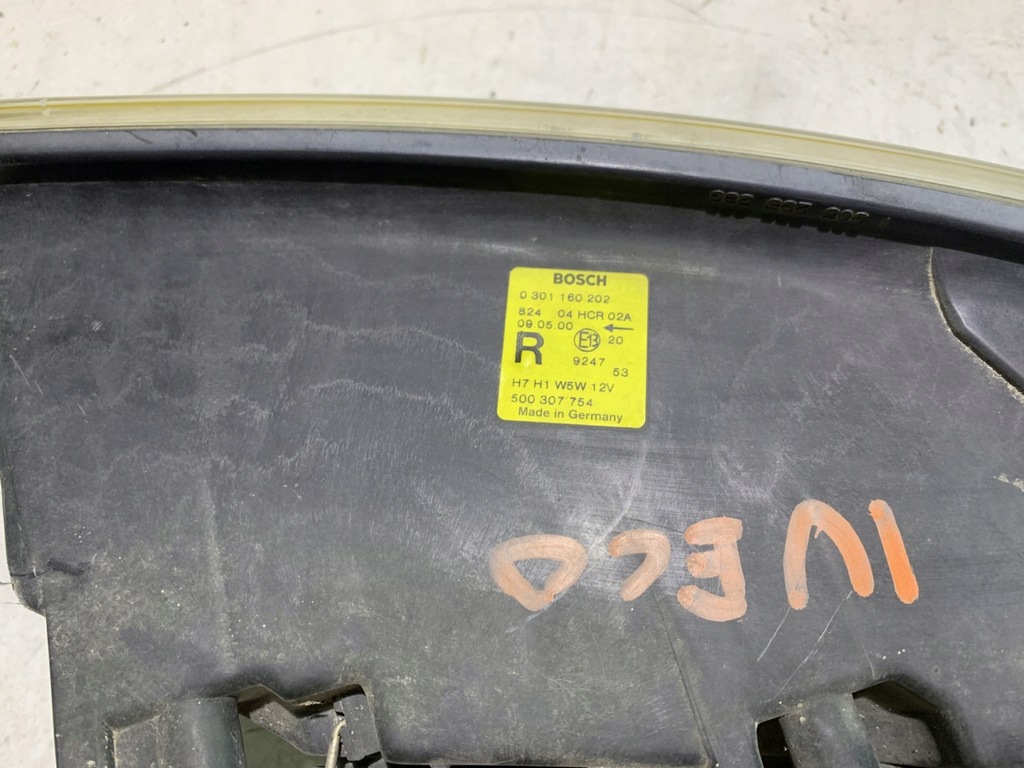 BOSCH
0 301 160 202
824 04 HCR 02A
09.05.00 ←
R E13 20
9247
53
H7 H1 W5W 12V
500 307 754
Made in Germany
IVECO